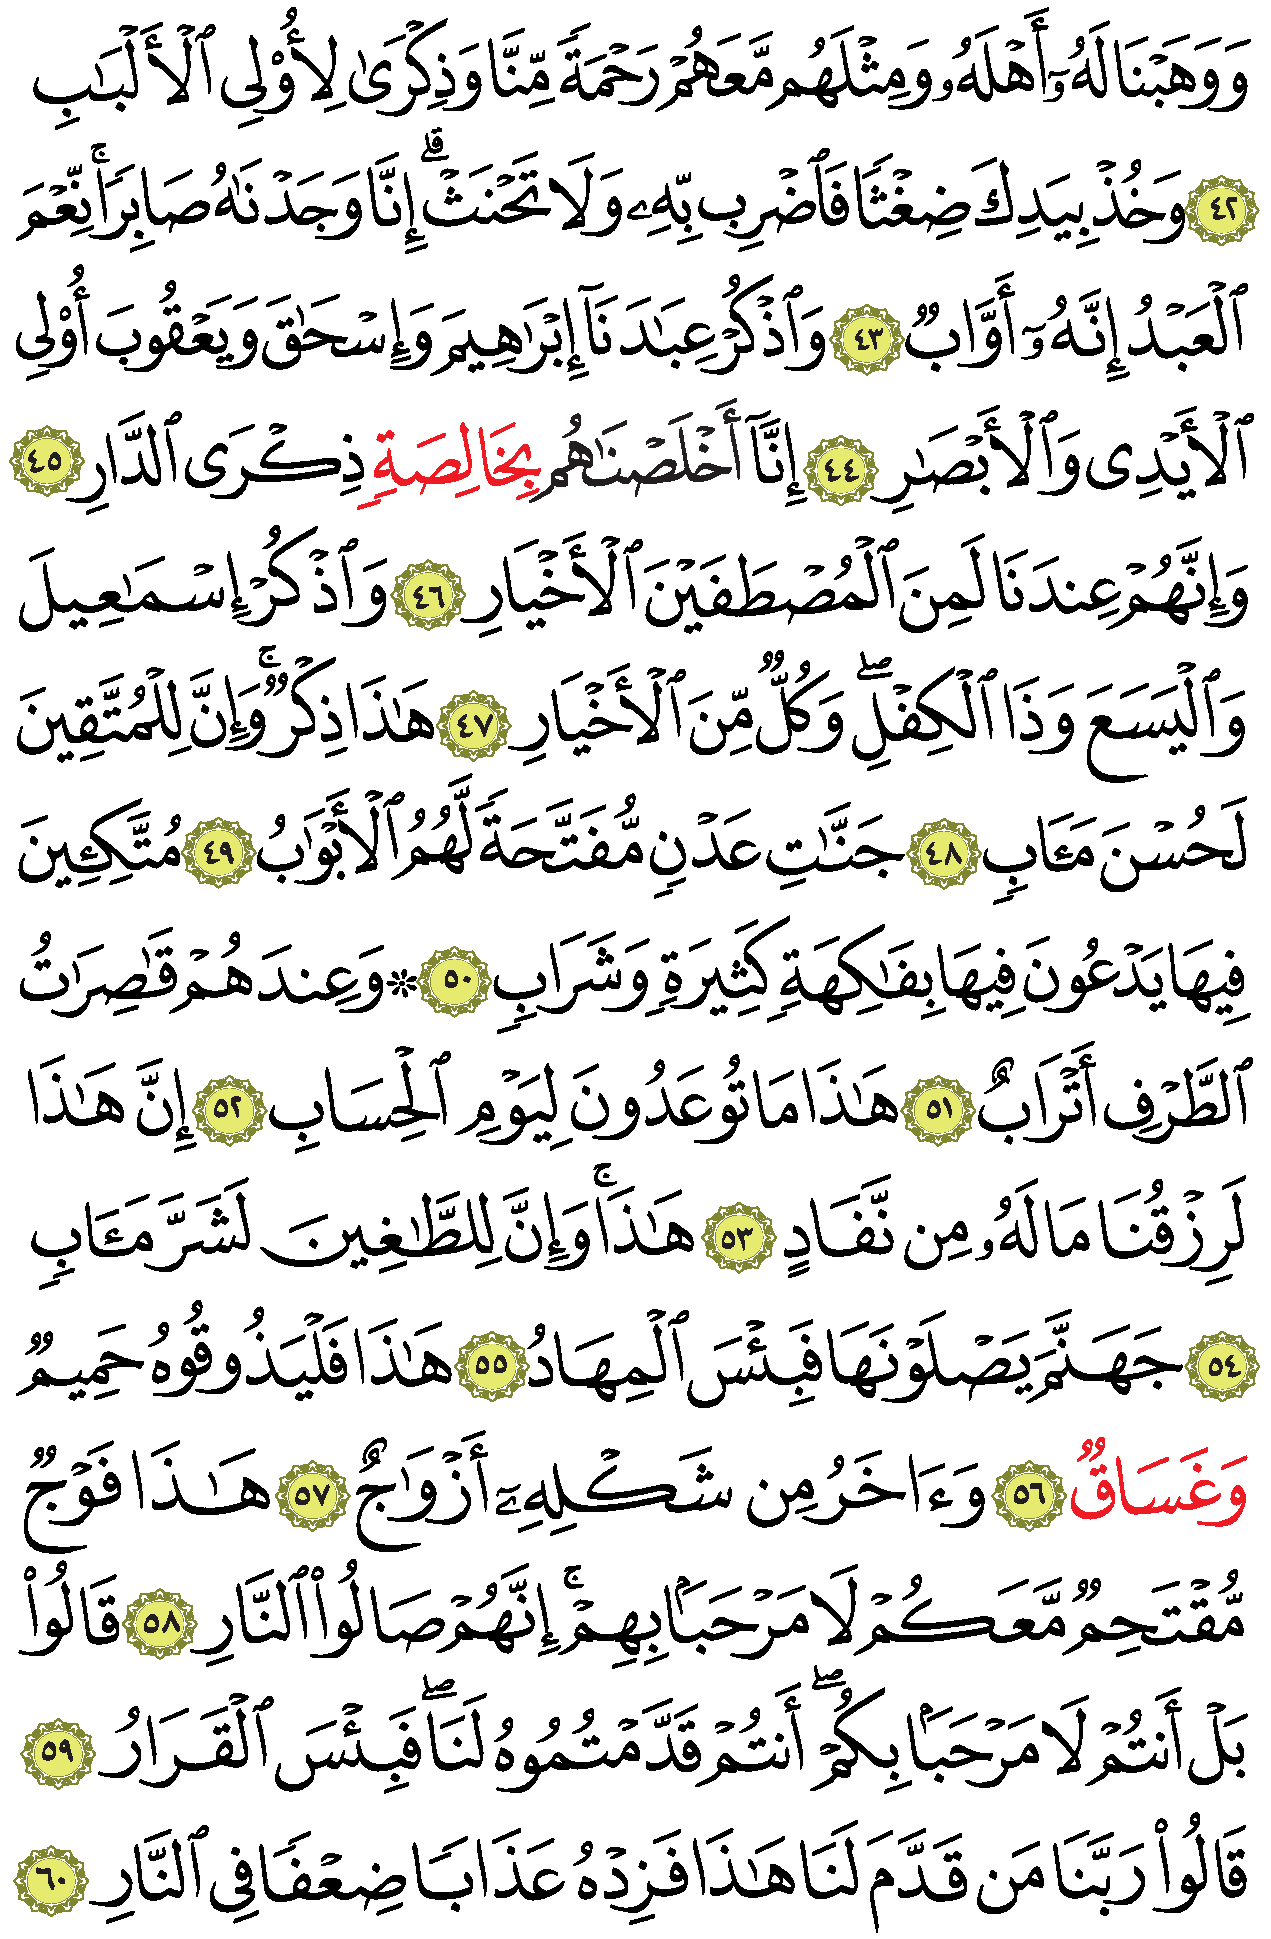 وَوَهَبْنَا لَهُۥٓ أَهْلَهُۥ وَمِثْلَهُم مَّعَهُمْ رَحْمَةً مِّنَّا وَذِكْرَىٰ لِأُو۟لِى ٱلْأَلْبَٰبِ
٤٢ وَخُذْ بِيَدِكَ ضِغْثًا فَٱضْرِب بِّهِۦ وَلَا تَحْنَثْ ۗ إِنَّا وَجَدْنَٰهُ صَابِرًا ۚ نِّعْمَ
ٱلْعَبْدُ إِنَّهُۥٓ أَوَّابٌ ٤٣ وَٱذْكُرْ عِبَٰدَنَآ إِبْرَٰهِيمَ وَإِسْحَٰقَ وَيَعْقُوبَ أُو۟لِى
ٱلْأَيْدِى وَٱلْأَبْصَٰرِ ٤٤ إِنَّآ أَخْلَصْنَٰهُم بِخَالِصَةِ ذِكْرَى ٱلدَّارِ ٤٥
وَإِنَّهُمْ عِندَنَا لَمِنَ ٱلْمُصْطَفَيْنَ ٱلْأَخْيَارِ ٤٦ وَٱذْكُرْ إِسْمَٰعِيلَ
وَٱلْيَسَعَ وَذَا ٱلْكِفْلِ ۖ وَكُلٌّ مِّنَ ٱلْأَخْيَارِ ٤٧ هَٰذَا ذِكْرٌ ۚ وَإِنَّ لِلْمُتَّقِينَ
لَحُسْنَ مَـَٔابٍ ٤٨ جَنَّٰتِ عَدْنٍ مُّفَتَّحَةً لَّهُمُ ٱلْأَبْوَٰبُ ٤٩ مُتَّكِـِٔينَ
فِيهَا يَدْعُونَ فِيهَا بِفَٰكِهَةٍ كَثِيرَةٍ وَشَرَابٍ ٥٠ ۞ وَعِندَهُمْ قَٰصِرَٰتُ
ٱلطَّرْفِ أَتْرَابٌ ٥١ هَٰذَا مَا تُوعَدُونَ لِيَوْمِ ٱلْحِسَابِ ٥٢ إِنَّ هَٰذَا
لَرِزْقُنَا مَا لَهُۥ مِن نَّفَادٍ ٥٣ هَٰذَا ۚ وَإِنَّ لِلطَّٰغِينَ لَشَرَّ مَـَٔابٍ
٥٤ جَهَنَّمَ يَصْلَوْنَهَا فَبِئْسَ ٱلْمِهَادُ ٥٥ هَٰذَا فَلْيَذُوقُوهُ حَمِيمٌ
وَغَسَاقٌ ٥٦ وَءَاخَرُ مِن شَكْلِهِۦٓ أَزْوَٰجٌ ٥٧ هَٰذَا فَوْجٌ
مُّقْتَحِمٌ مَّعَكُمْ لَا مَرْحَبًۢا بِهِمْ ۚ إِنَّهُمْ صَالُوا۟ ٱلنَّارِ ٥٨ قَالُوا۟
بَلْ أَنتُمْ لَا مَرْحَبًۢا بِكُمْ ۖ أَنتُمْ قَدَّمْتُمُوهُ لَنَا ۖ فَبِئْسَ ٱلْقَرَارُ ٥٩
قَالُوا۟ رَبَّنَا مَن قَدَّمَ لَنَا هَٰذَا فَزِدْهُ عَذَابًا ضِعْفًا فِى ٱلنَّارِ ٦٠